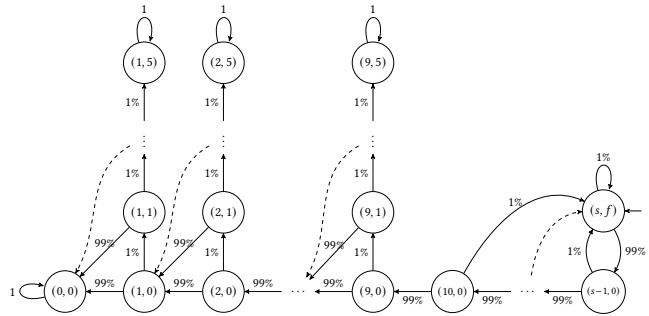 1 1 1
(1, 5) (2, 5) (9, 5)
1% 1% 1%
⋮ ⋮ ⋮
1% 1% 1% 1%
1%
(1, 1) (2, 1) (9, 1) (s, f)
99% 99% 99%
1% 1% 1% 1% 99%
99% 99% 99%
1 (0, 0) (1, 0) (2, 0) ··· (9, 0) (10, 0) ··· (s−1, 0)
99% 99% 99%